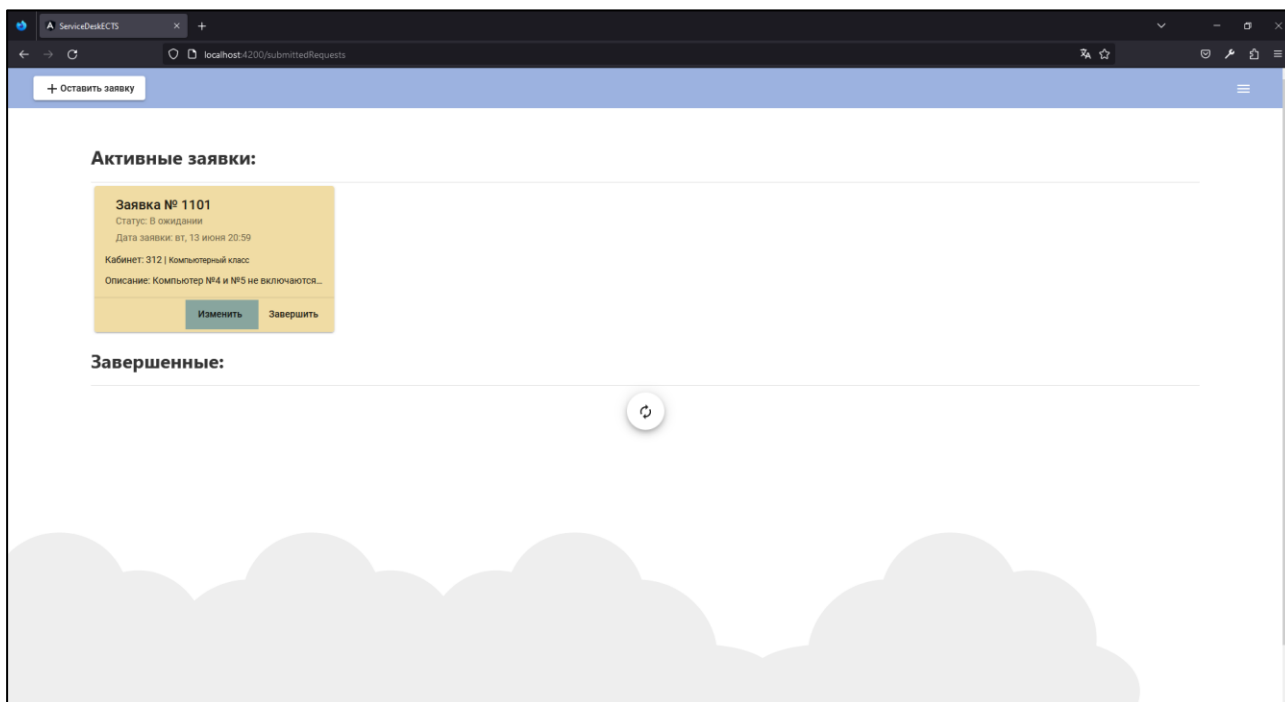 ServiceDeskECTS
localhost:4200/submittedRequests
Оставить заявку
Активные заявки:
Заявка № 1101
Статус: В ожидании
Дата заявки: вт, 13 июня 20:59
Кабинет: 312 | Компьютерный класс
Описание: Компьютер №4 и №5 не включаются...
Изменить Завершить
Завершенные: